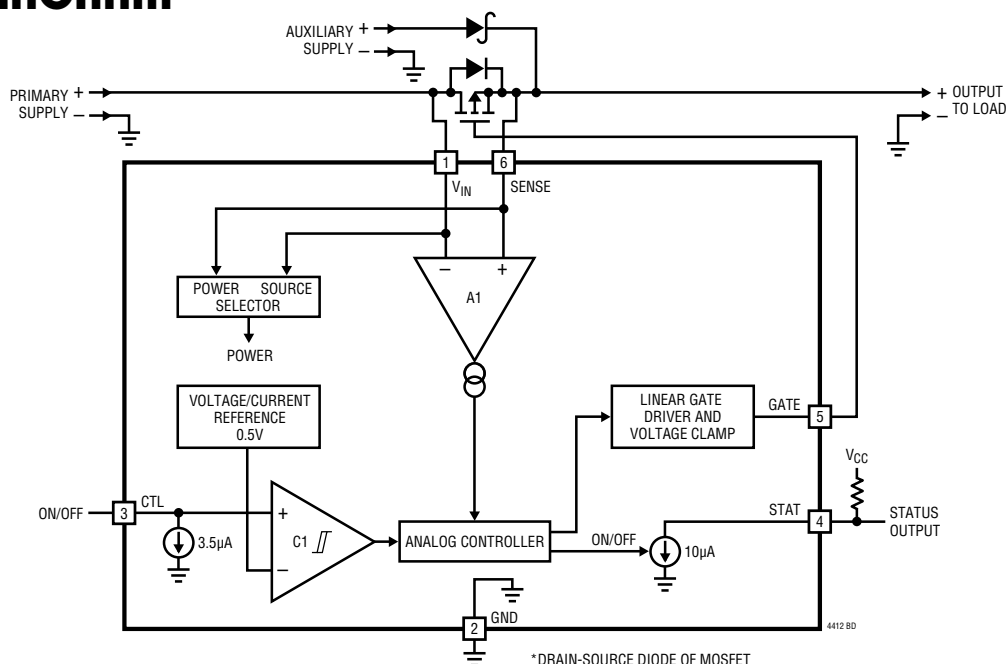 AUXILIARY +
SUPPLY –
PRIMARY +
SUPPLY –
+ OUTPUT
TO LOAD
–
1
6
VIN
SENSE
– +
A1
POWER SOURCE
SELECTOR
POWER
VOLTAGE/CURRENT
REFERENCE
0.5V
LINEAR GATE
DRIVER AND
VOLTAGE CLAMP
GATE
5
VCC
ON/OFF
3
CTL
3.5µA
+
C1
–
ANALOG CONTROLLER
ON/OFF
10µA
STAT
4
STATUS
OUTPUT
2
GND
4412 BD
*DRAIN-SOURCE DIODE OF MOSFET